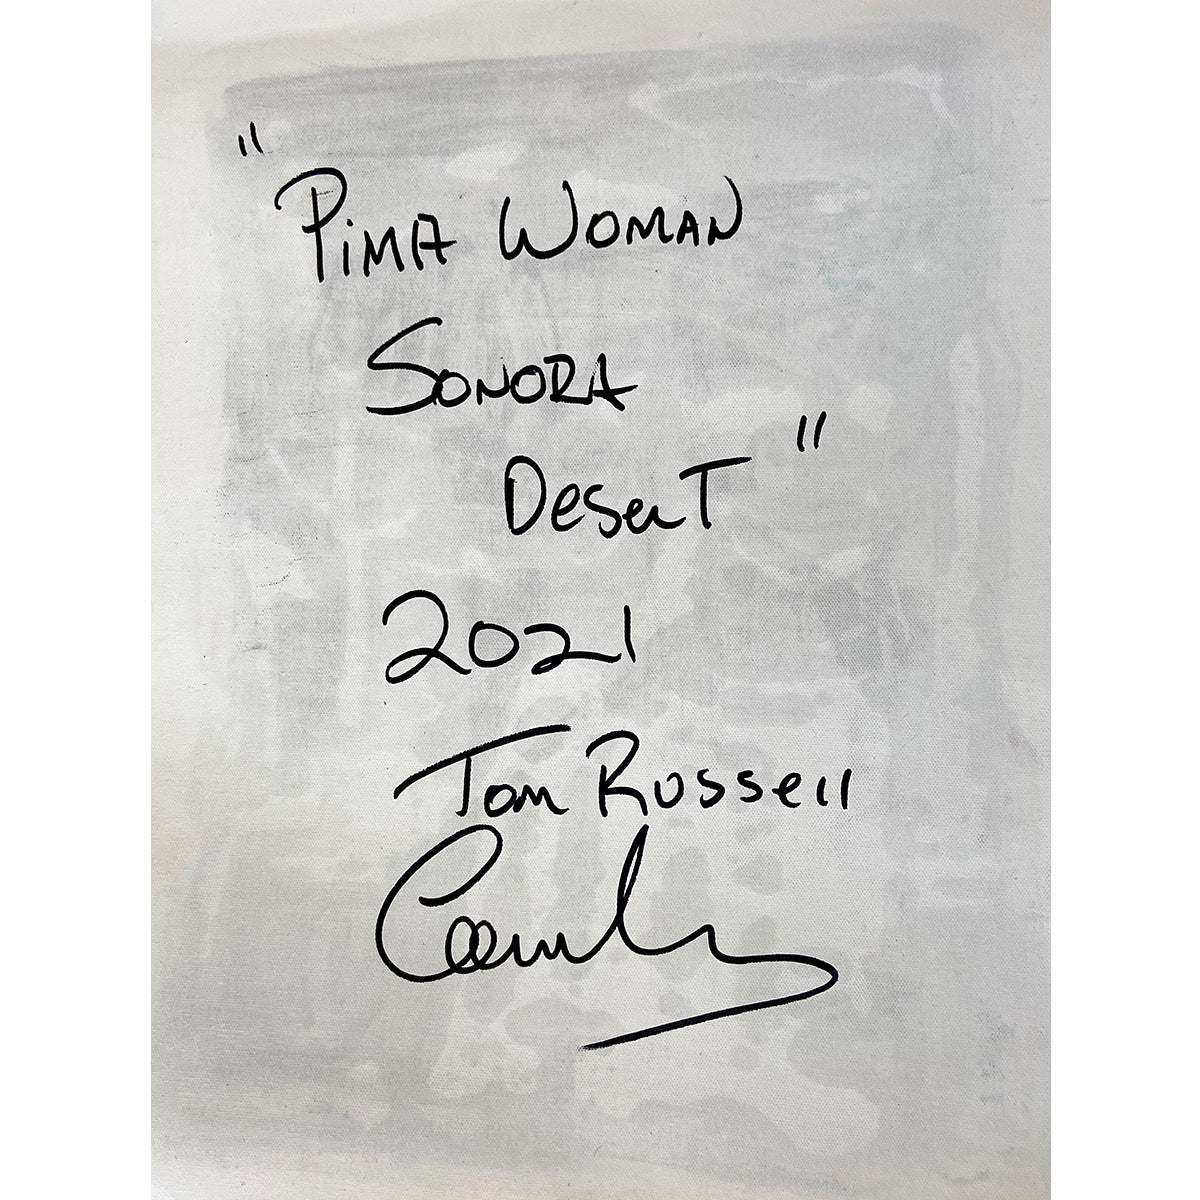 "PIMA WOMAN
SONORA
DESERT"
2021
Tom Russell